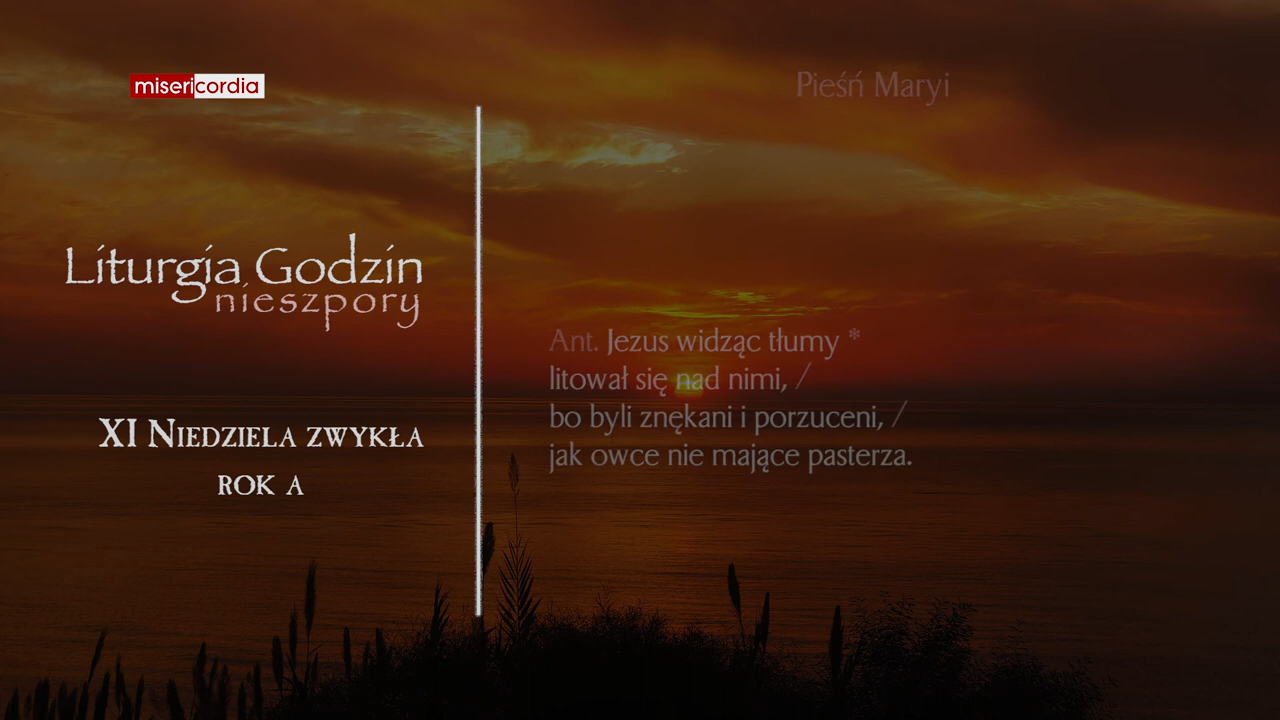 misericordia
Pieśń Maryi
Liturgia Godzin
nieszpory
XI Niedziela zwykła
rok a
Ant. Jezus widząc tłumy *
litował się nad nimi, /
bo byli znękani i porzuceni, /
jak owce nie mające pasterza.